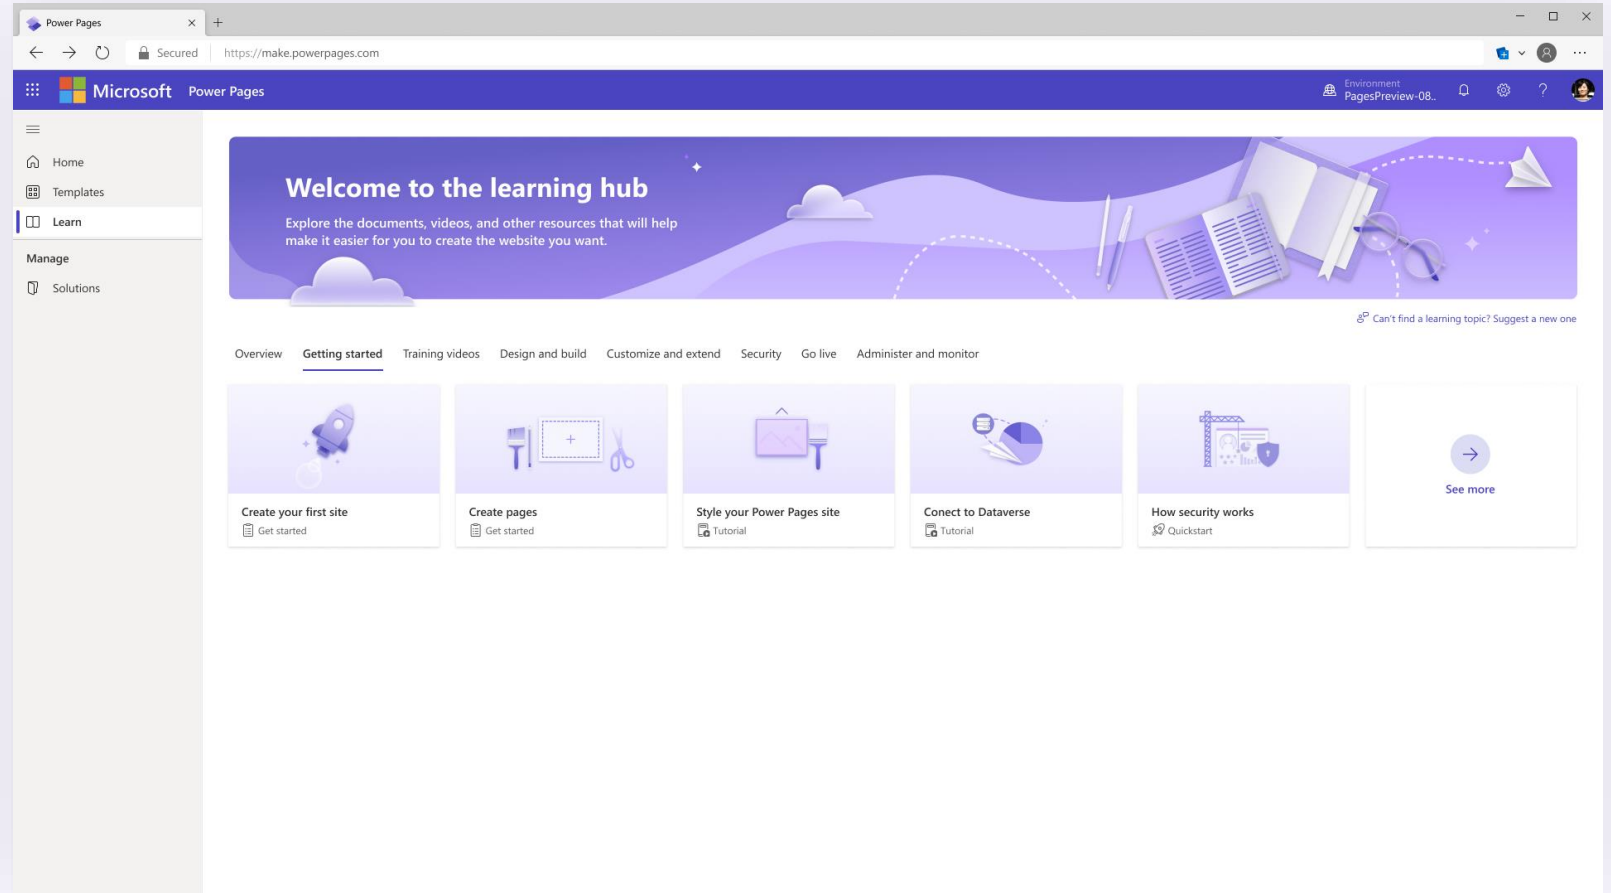 Power Pages
Secured
https://make.powerpages.com
Microsoft Power Pages
Environment
PagesPreview-08..
Home
Templates
Learn
Manage
Solutions
Welcome to the learning hub
Explore the documents, videos, and other resources that will help
make it easier for you to create the website you want.
Can't find a learning topic? Suggest a new one
Overview Getting started Training videos Design and build Customize and extend Security Go live Administer and monitor
Create your first site
Get started
Create pages
Get started
Style your Power Pages site
Tutorial
Conect to Dataverse
Tutorial
How security works
Quickstart
See more